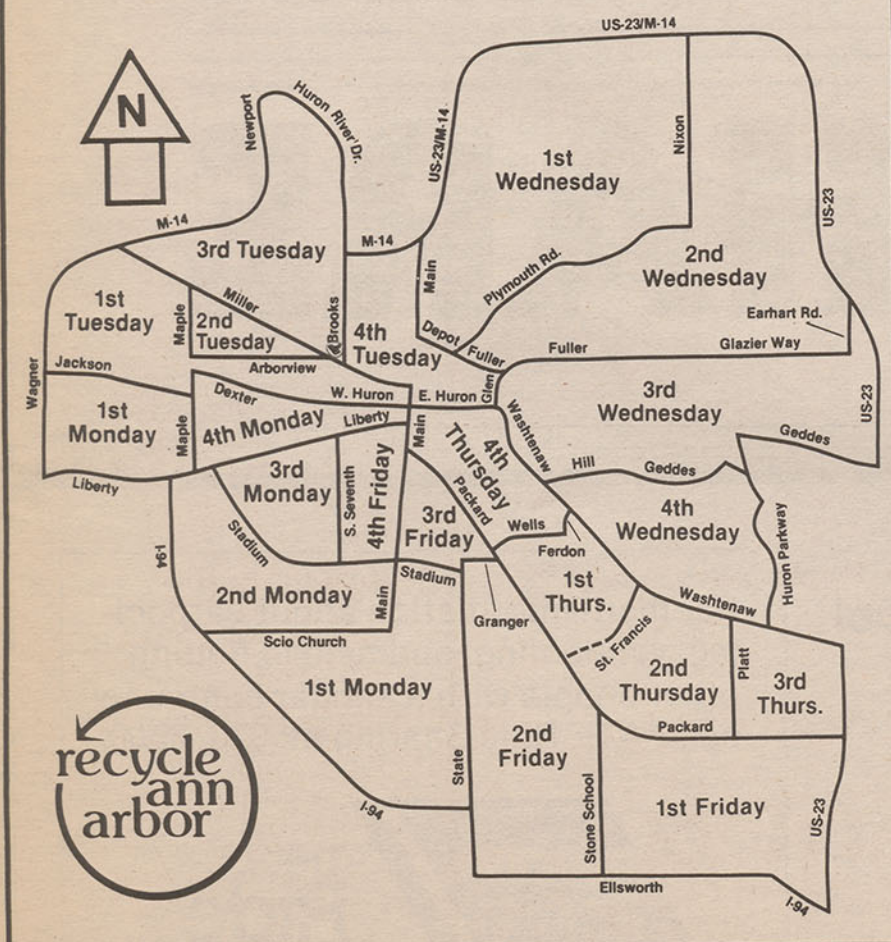 US-23/M-14
N
Newport
Huron River Dr.
US-23/M-14
Nixon
1st
Wednesday
US-23
M-14
3rd Tuesday
M-14
Main
Plymouth Rd.
2nd
Wednesday
1st
Tuesday
Maple
Miller
2nd
Tuesday
Brooks
4th
Tuesday
Depot
Fuller
Fuller
Earhart Rd.
Glazier Way
Wagner
Jackson
Arborview
W. Huron
E. Huron
Glen
3rd
Wednesday
US-23
Dexter
1st
Monday
Maple
4th Monday
Liberty
Main
4th
Thursday
Washtenaw
Geddes
Liberty
3rd
Monday
S. Seventh
4th Friday
Packard
Hill
Geddes
3rd
Friday
Wells
4th
Wednesday
Huron Parkway
I-94
Stadium
Ferdon
Stadium
1st
Thurs.
2nd Monday
Main
Washtenaw
Granger
Scio Church
St. Francis
2nd
Thursday
Platt
3rd
Thurs.
1st Monday
Packard
2nd
Friday
State
recycle
ann
arbor
I-94
Stone School
1st Friday
US-23
Ellsworth
I-94